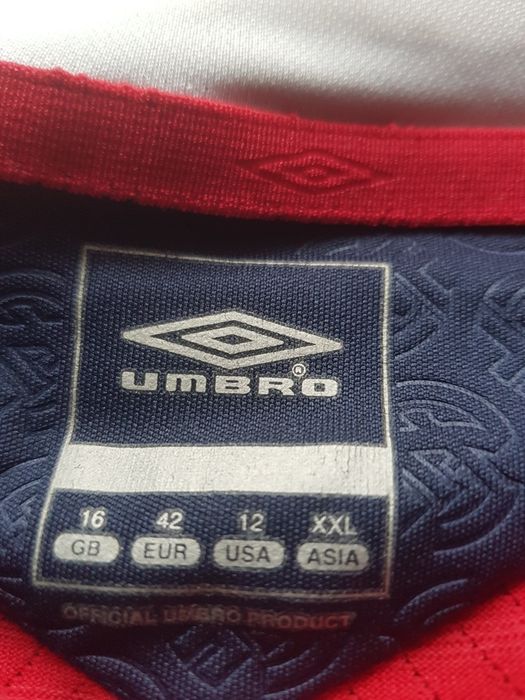 UMBRO ®
16 42 12 XXL
GB EUR USA ASIA
OFFICIAL UMBRO PRODUCT